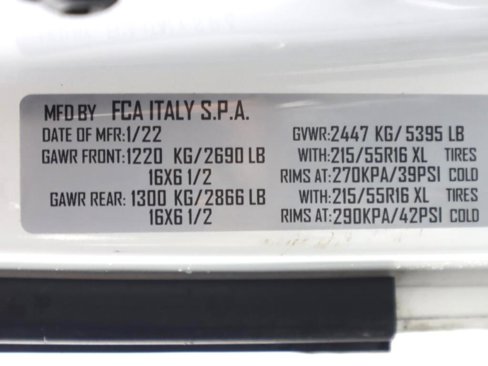 MFD BY FCA ITALY S.P.A.
DATE OF MFR:1/22 GVWR:2447 KG/5395 LB
GAWR FRONT:1220 KG/2690 LB WITH:215/55R16 XL TIRES
16X6 1/2 RIMS AT:270KPA/39PSI COLD
GAWR REAR:1300 KG/2866 LB WITH:215/55R16 XL TIRES
16X6 1/2 RIMS AT:290KPA/42PSI COLD